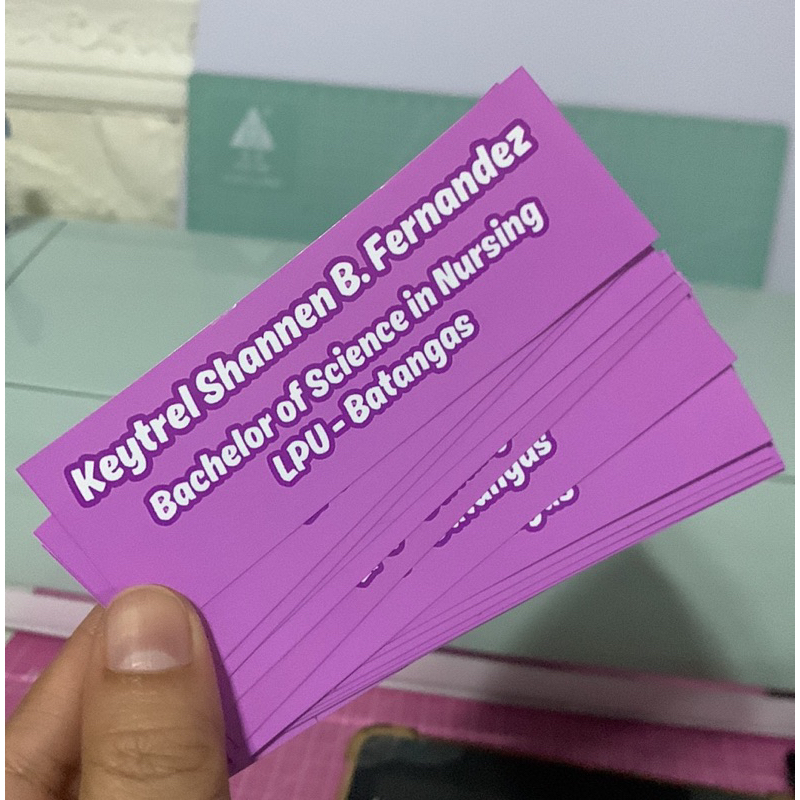 Keytrel Shannen B. Fernandez
Bachelor of Science in Nursing
LPU - Batangas